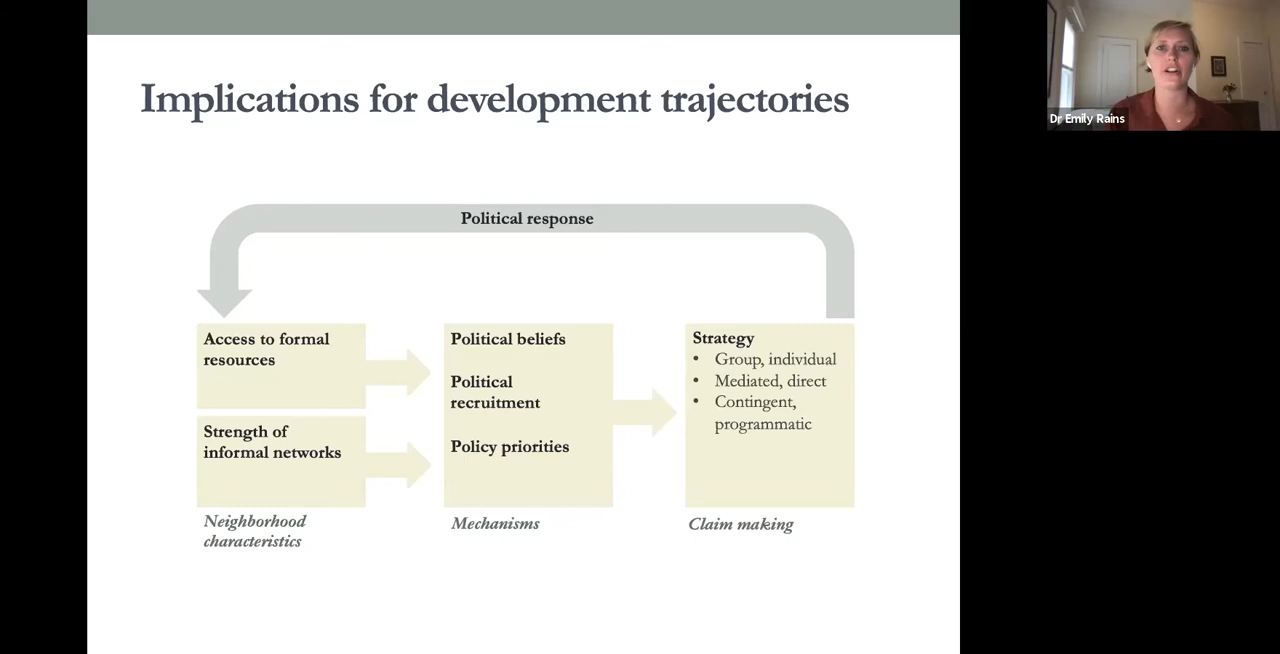 Implications for development trajectories
Dr Emily Rains
Political response
Access to formal
resources
Strength of
informal networks
Neighborhood
characteristics
Political beliefs
Political
recruitment
Policy priorities
Mechanisms
Strategy
• Group, individual
• Mediated, direct
• Contingent,
programmatic
Claim making